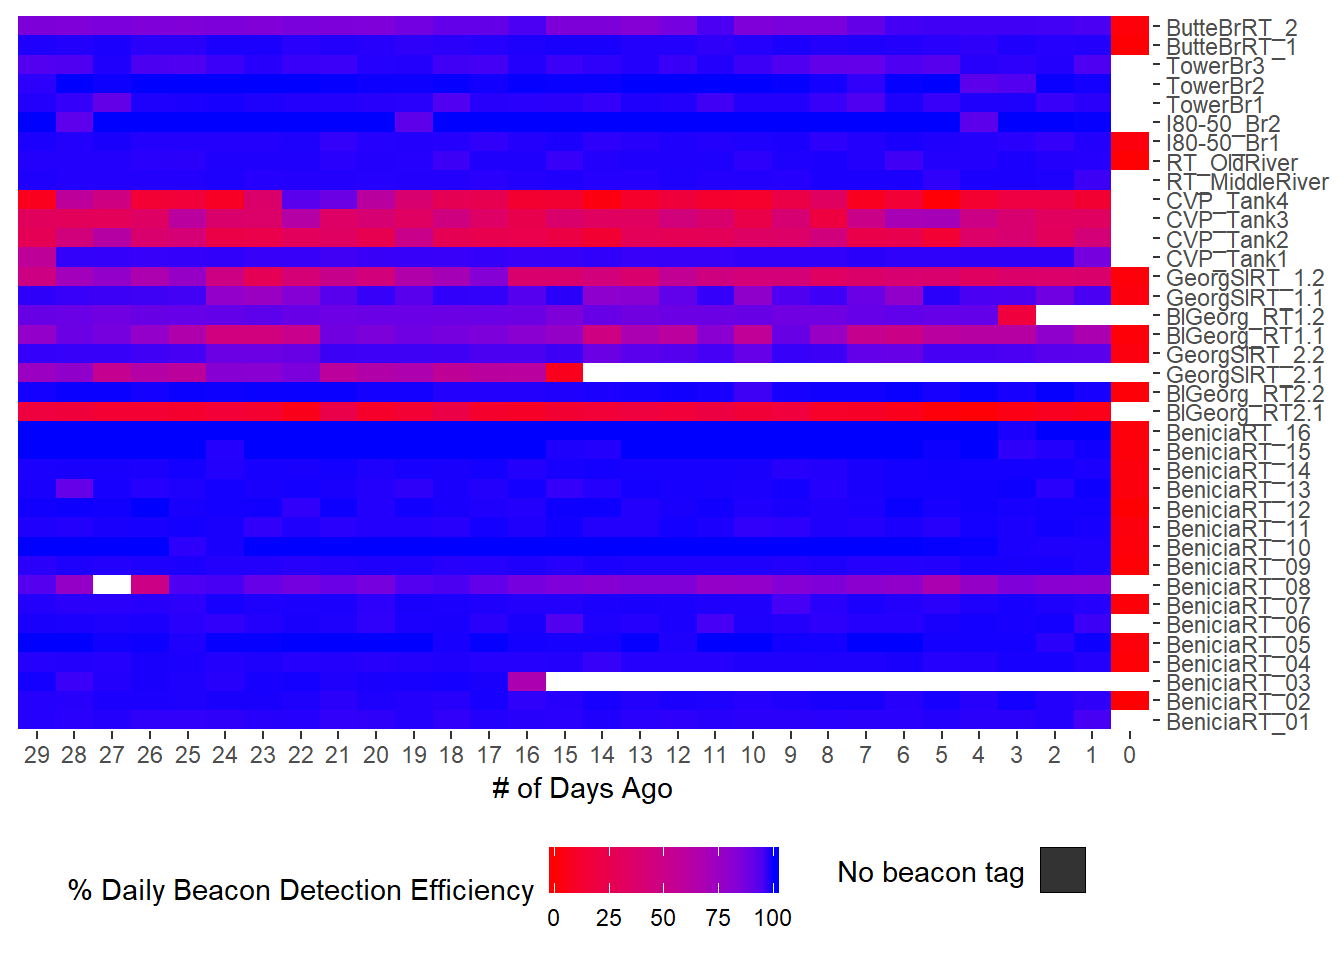 ButteBrRT_2
ButteBrRT_1
TowerBr3
TowerBr2
TowerBr1
I80-50_Br2
I80-50_Br1
RT_OldRiver
RT_MiddleRiver
CVP_Tank4
CVP_Tank3
CVP_Tank2
CVP_Tank1
GeorgSlRT_1.2
GeorgSlRT_1.1
BlGeorg_RT1.2
BlGeorg_RT1.1
GeorgSlRT_2.2
GeorgSlRT_2.1
BlGeorg_RT2.2
BlGeorg_RT2.1
BeniciaRT_16
BeniciaRT_15
BeniciaRT_14
BeniciaRT_13
BeniciaRT_12
BeniciaRT_11
BeniciaRT_10
BeniciaRT_09
BeniciaRT_08
BeniciaRT_07
BeniciaRT_06
BeniciaRT_05
BeniciaRT_04
BeniciaRT_03
BeniciaRT_02
BeniciaRT_01
29 28 27 26 25 24 23 22 21 20 19 18 17 16 15 14 13 12 11 10 9 8 7 6 5 4 3 2 1 0
# of Days Ago
% Daily Beacon Detection Efficiency
0 25 50 75 100
No beacon tag